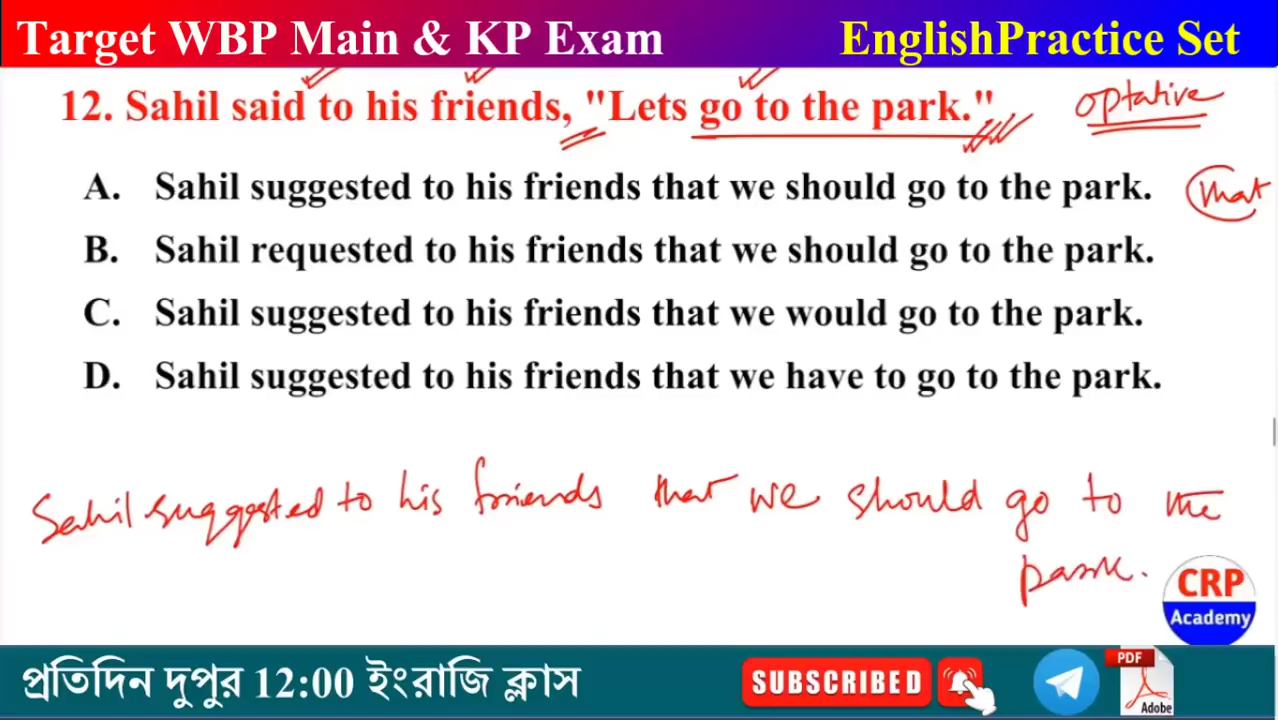 Target WBP Main & KP Exam EnglishPractice Set
12. Sahil said to his friends, "Lets go to the park." optative
A. Sahil suggested to his friends that we should go to the park. that
B. Sahil requested to his friends that we should go to the park.
C. Sahil suggested to his friends that we would go to the park.
D. Sahil suggested to his friends that we have to go to the park.
Sahil suggested to his friends that we should go to the
park.
CRP
Academy
প্রতিদিন দুপুর 12:00 ইংরাজি ক্লাস SUBSCRIBED PDF
Adobe